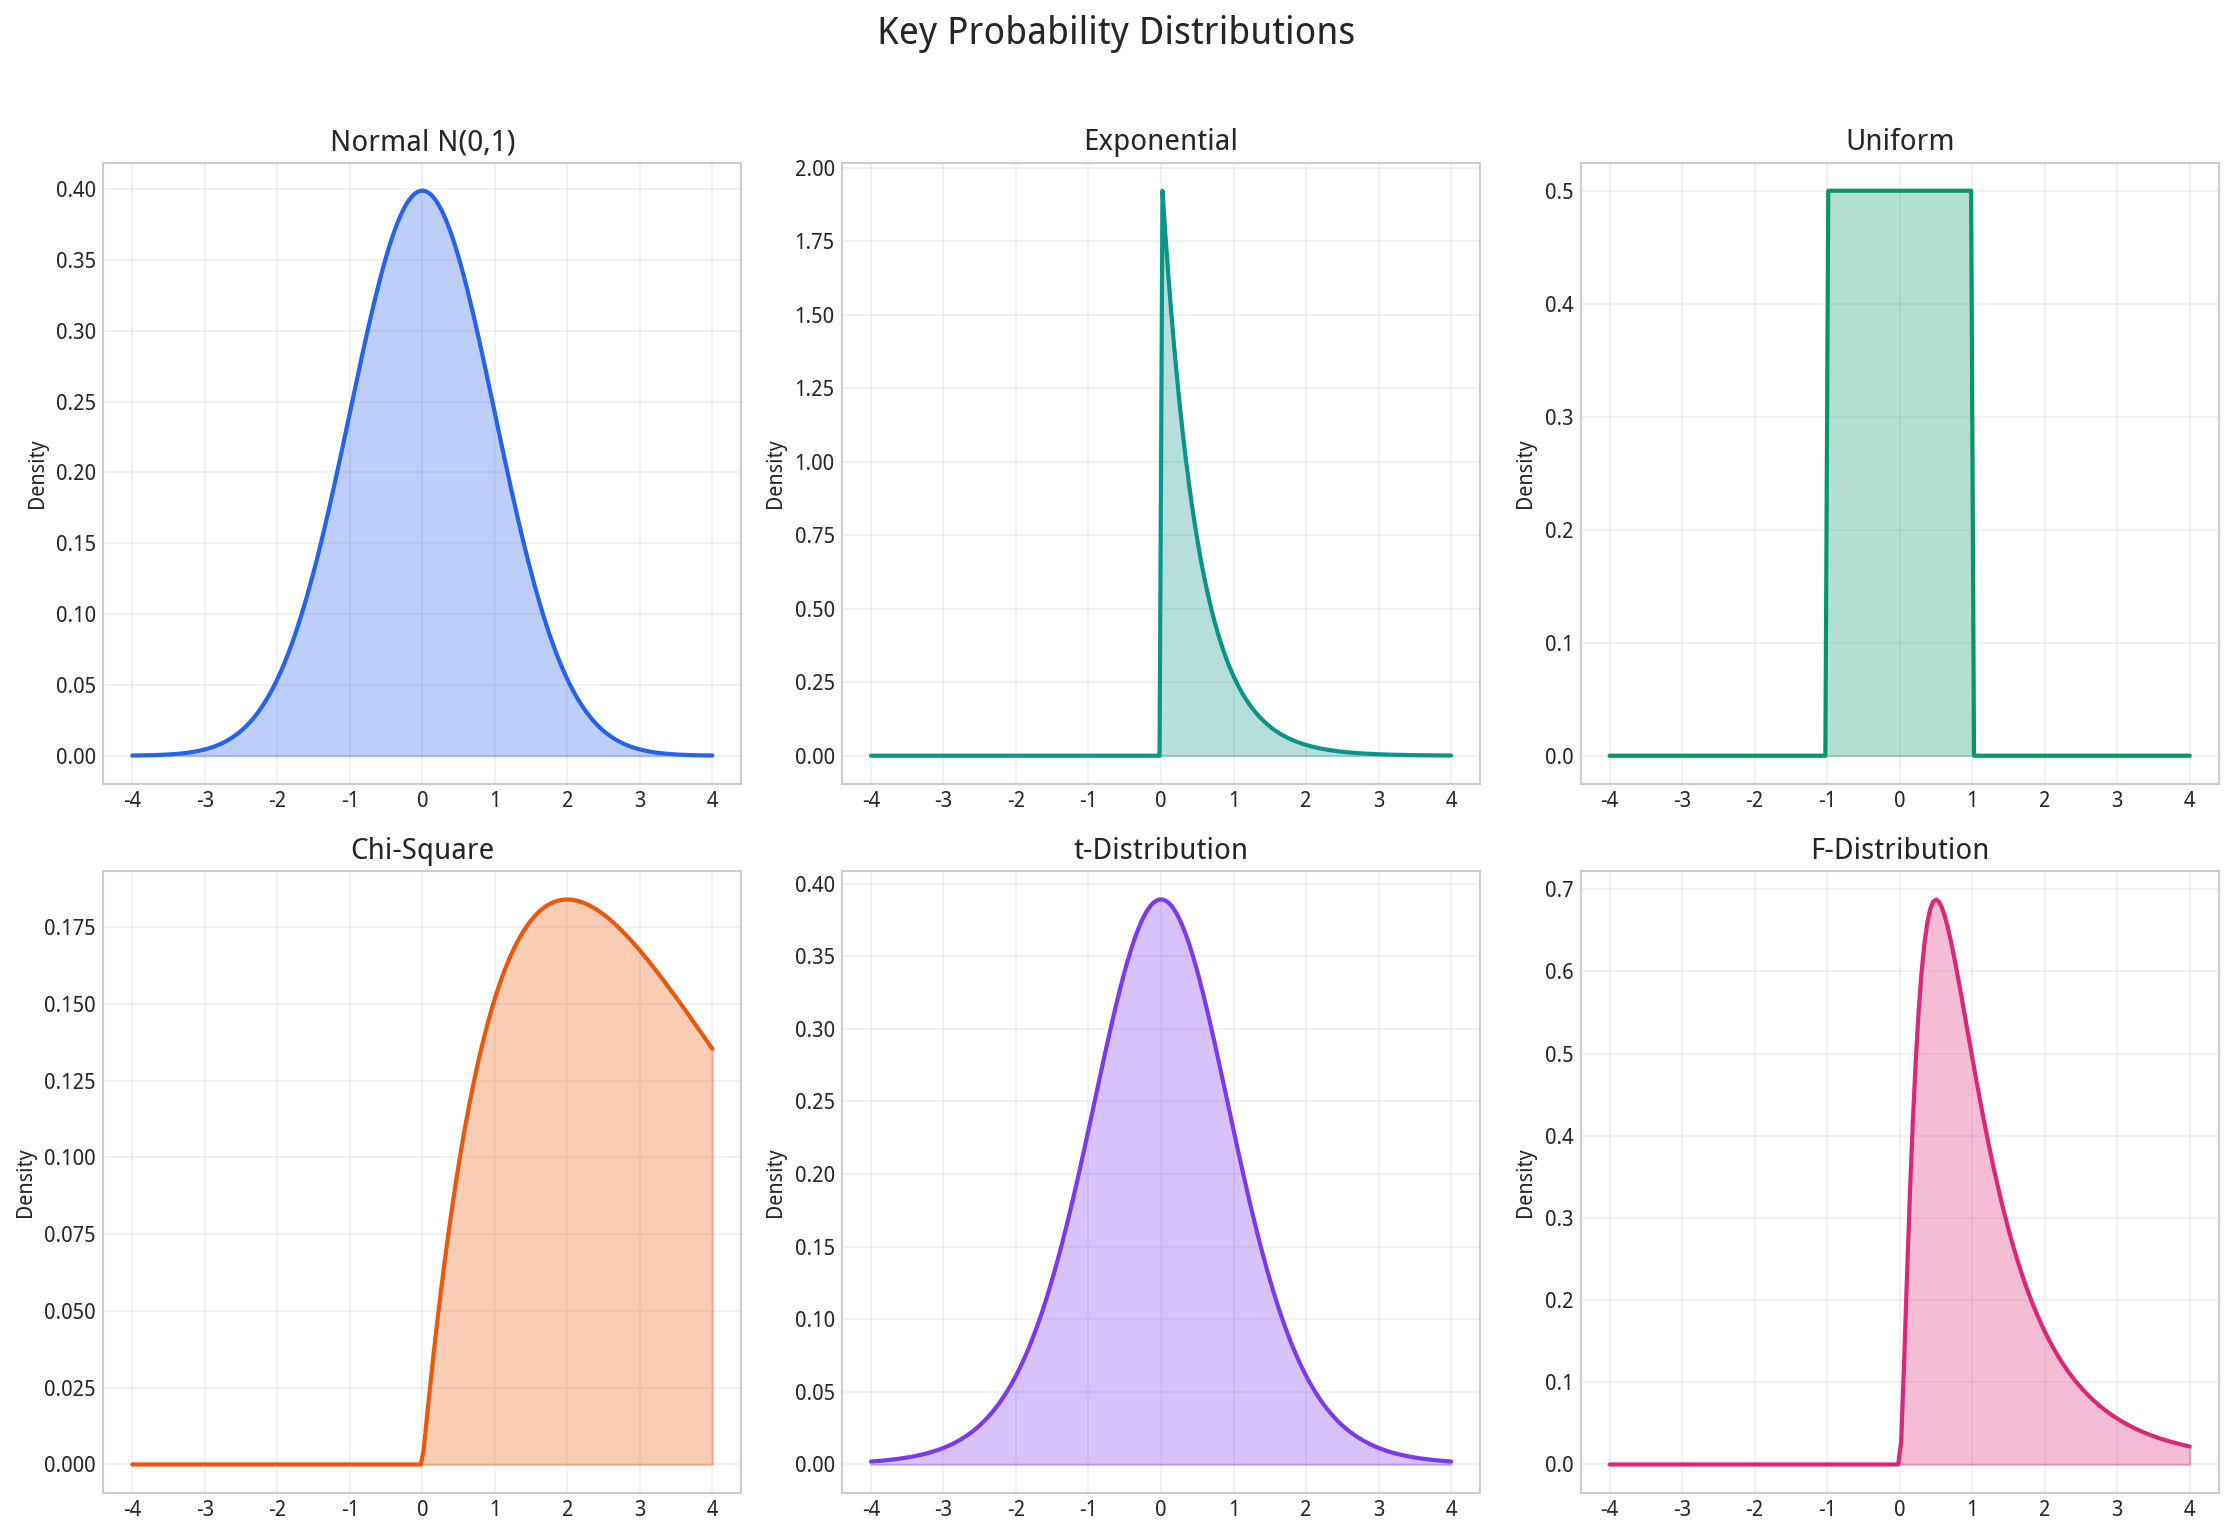 Key Probability Distributions
Normal N(0,1)
Density
0.40
0.35
0.30
0.25
0.20
0.15
0.10
0.05
0.00
-4 -3 -2 -1 0 1 2 3 4
Exponential
Density
2.00
1.75
1.50
1.25
1.00
0.75
0.50
0.25
0.00
-4 -3 -2 -1 0 1 2 3 4
Uniform
Density
0.5
0.4
0.3
0.2
0.1
0.0
-4 -3 -2 -1 0 1 2 3 4
Chi-Square
Density
0.175
0.150
0.125
0.100
0.075
0.050
0.025
0.000
-4 -3 -2 -1 0 1 2 3 4
t-Distribution
Density
0.40
0.35
0.30
0.25
0.20
0.15
0.10
0.05
0.00
-4 -3 -2 -1 0 1 2 3 4
F-Distribution
Density
0.7
0.6
0.5
0.4
0.3
0.2
0.1
0.0
-4 -3 -2 -1 0 1 2 3 4